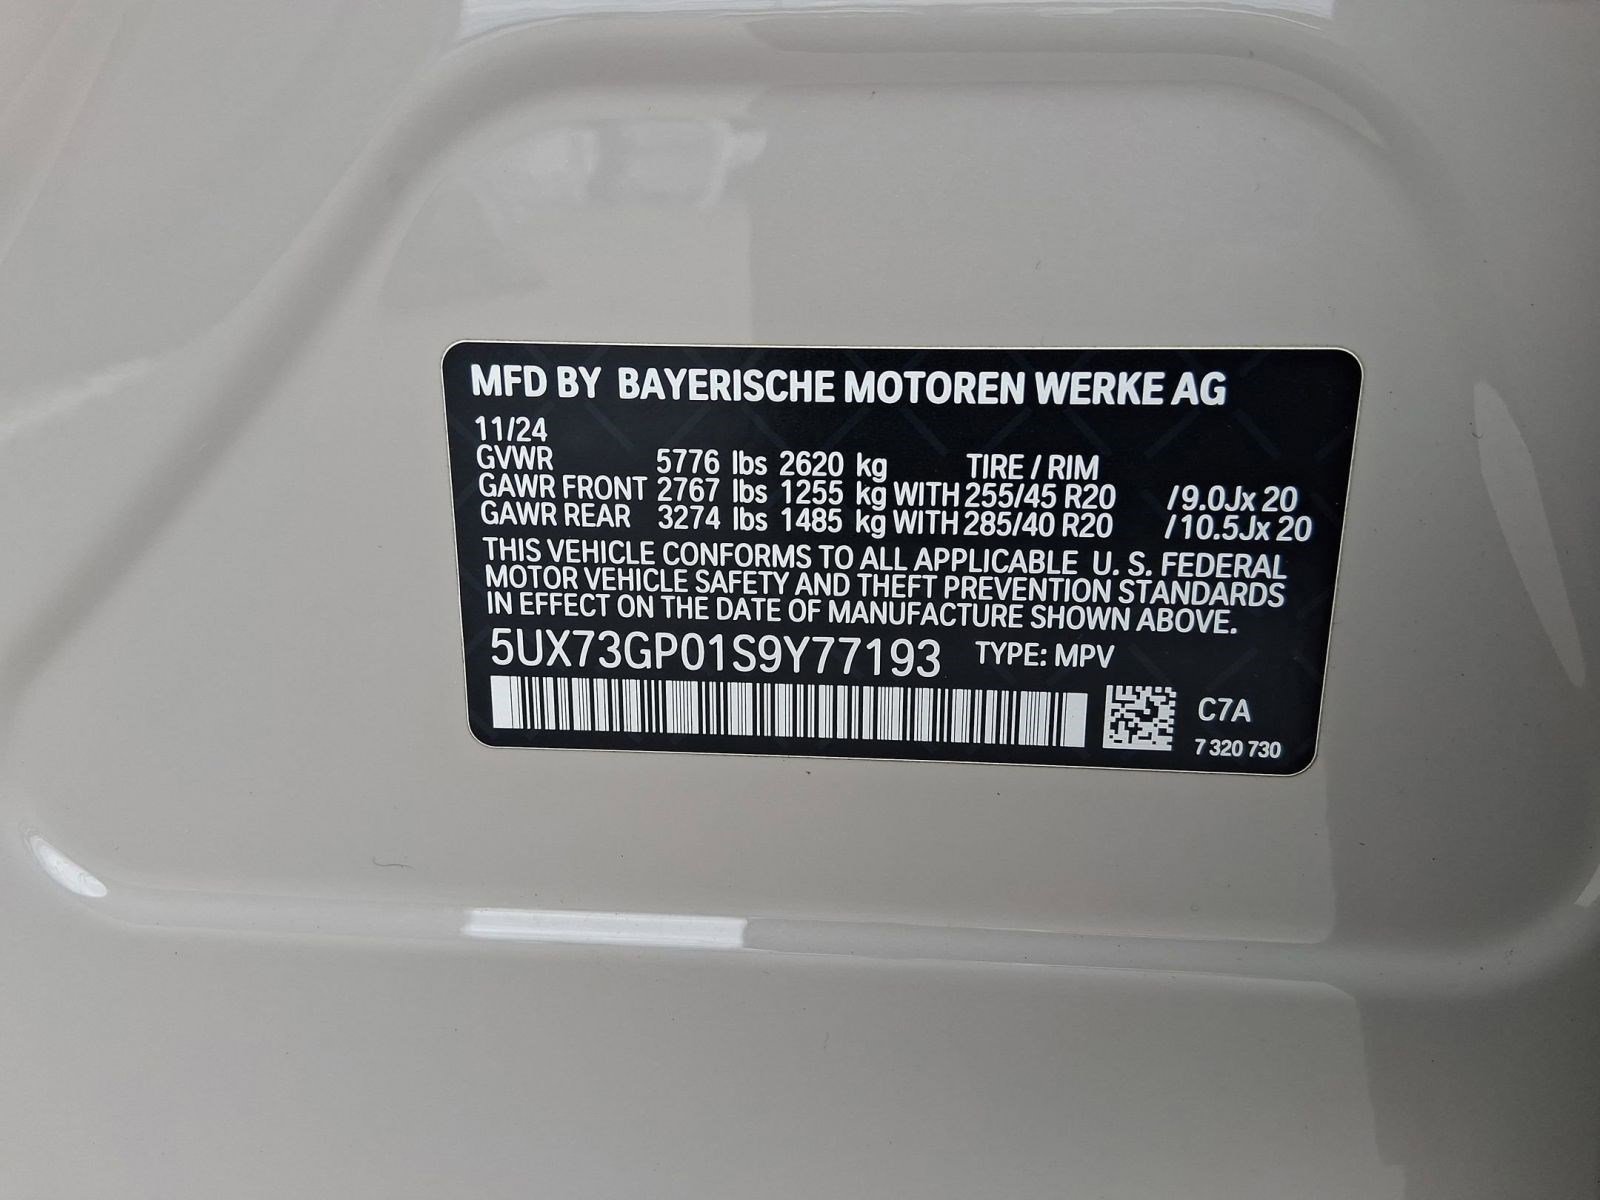 MFD BY BAYERISCHE MOTOREN WERKE AG
11/24
GVWR 5776 lbs 2620 kg TIRE / RIM
GAWR FRONT 2767 lbs 1255 kg WITH 255/45 R20 /9.0Jx 20
GAWR REAR 3274 lbs 1485 kg WITH 285/40 R20 /10.5Jx 20
THIS VEHICLE CONFORMS TO ALL APPLICABLE U. S. FEDERAL
MOTOR VEHICLE SAFETY AND THEFT PREVENTION STANDARDS
IN EFFECT ON THE DATE OF MANUFACTURE SHOWN ABOVE.
5UX73GP01S9Y77193 TYPE: MPV
C7A
7 320 730